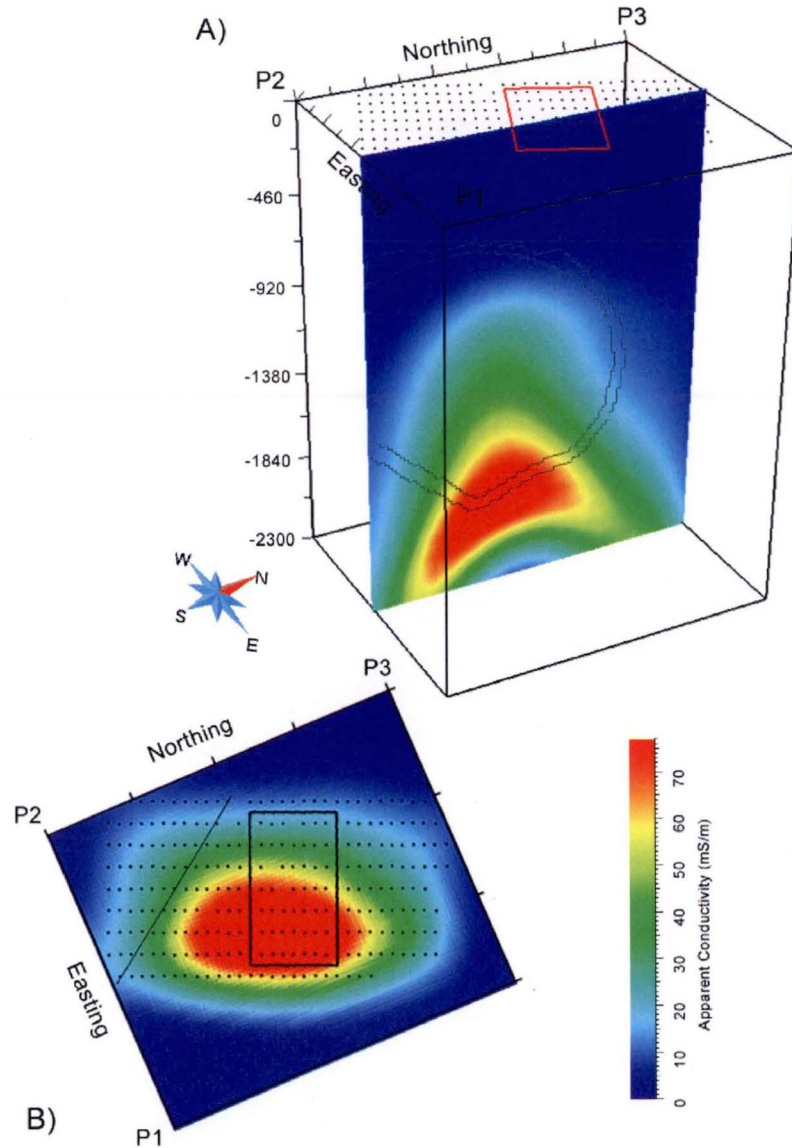 A)
P3
Northing
P2
0
Easting
P1
-460
-920
-1380
-1840
-2300
W
N
S
E
P3
Northing
P2
Easting
P1
B)
70
60
50
40
30
20
10
0
Apparent Conductivity (mS/m)